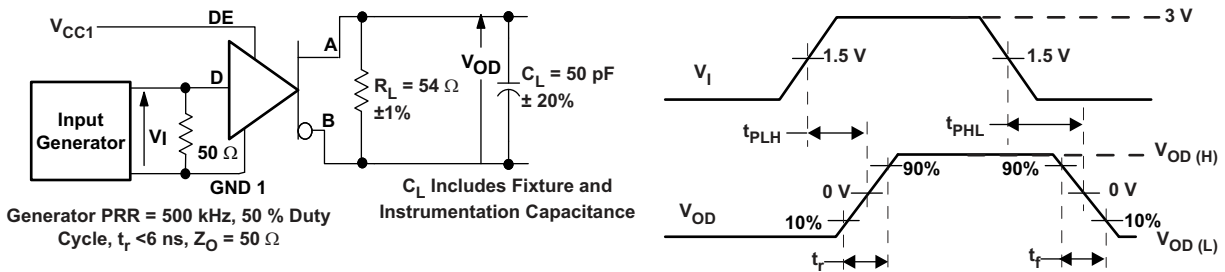 V_CC1
DE
Input
Generator
V_I
50 Ω
D
A
B
GND 1
R_L = 54 Ω
±1%
V_OD
C_L = 50 pF
± 20%
Generator PRR = 500 kHz, 50 % Duty
Cycle, t_r <6 ns, Z_O = 50 Ω
C_L Includes Fixture and
Instrumentation Capacitance
3 V
V_I
1.5 V
1.5 V
t_PLH
t_PHL
V_OD (H)
90%
90%
0 V
0 V
V_OD
10%
10%
V_OD (L)
t_r
t_f